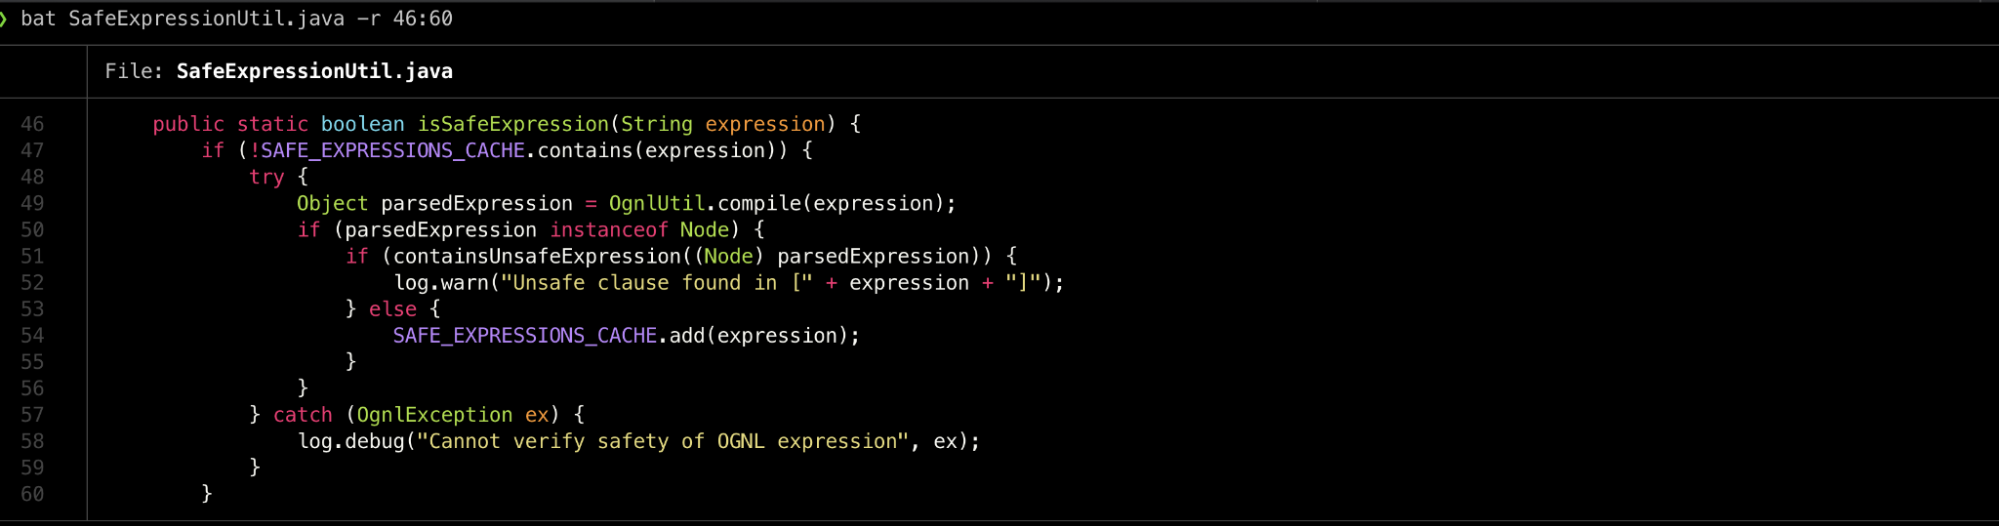 ❯ bat SafeExpressionUtil.java -r 46:60
File: SafeExpressionUtil.java
46 public static boolean isSafeExpression(String expression) {
47 if (!SAFE_EXPRESSIONS_CACHE.contains(expression)) {
48 try {
49 Object parsedExpression = OgnlUtil.compile(expression);
50 if (parsedExpression instanceof Node) {
51 if (containsUnsafeExpression((Node) parsedExpression)) {
52 log.warn("Unsafe clause found in [" + expression + "]");
53 } else {
54 SAFE_EXPRESSIONS_CACHE.add(expression);
55 }
56 }
57 } catch (OgnlException ex) {
58 log.debug("Cannot verify safety of OGNL expression", ex);
59 }
60 }